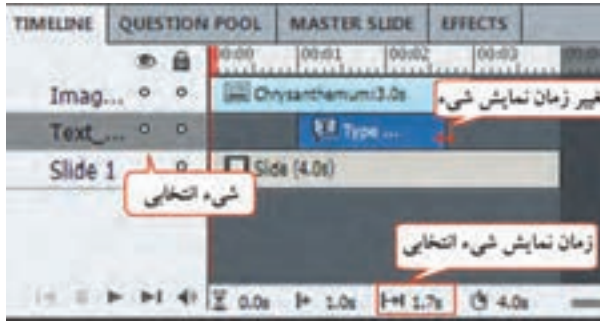 TIMELINE QUESTION POOL MASTER SLIDE EFFECTS
00:00 00:01 00:02 00:03
Imag... Chrysanthemum:3.0s تغییر زمان نمایش شیء
Text_... Type ...
Slide 1 Slide (4.0s)
شیء انتخابی
زمان نمایش شیء انتخابی
0.0s 1.0s 1.7s 4.0s